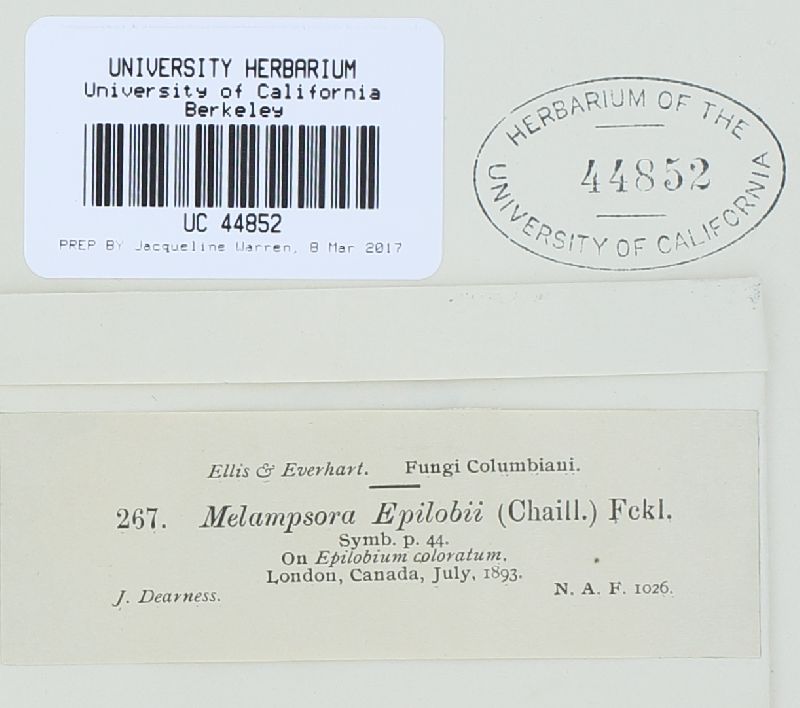 UNIVERSITY HERBARIUM
University of California
Berkeley
UC 44852
PREP BY Jacqueline Warren, 8 Mar 2017
HERBARIUM OF THE
44852
UNIVERSITY OF CALIFORNIA
Ellis & Everhart. Fungi Columbiani.
267. Melampsora Epilobii (Chaill.) Fckl.
Symb. p. 44.
On Epilobium coloratum.
London, Canada, July, 1893.
J. Dearness. N. A. F. 1026.